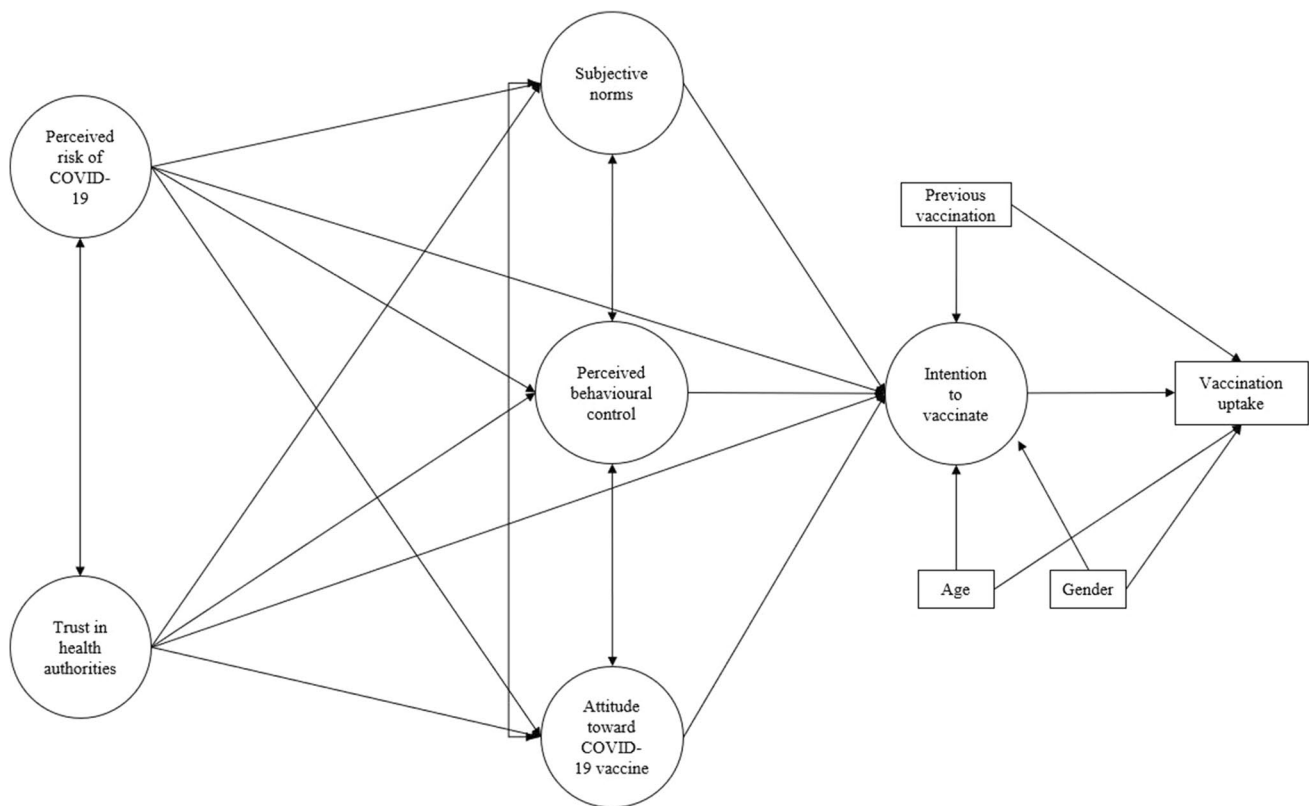 Perceived
risk of
COVID-
19
Trust in
health
authorities
Subjective
norms
Perceived
behavioural
control
Attitude
toward
COVID-
19 vaccine
Previous
vaccination
Intention
to
vaccinate
Age
Gender
Vaccination
uptake